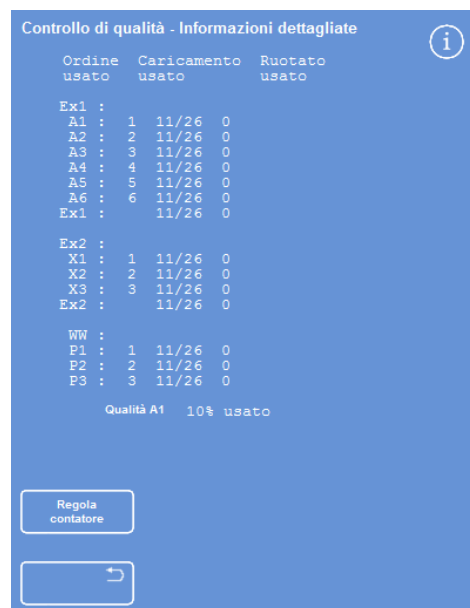 Controllo di qualità - Informazioni dettagliate
i
Ordine Caricamento Ruotato
usato usato usato
Ex1 :
A1 : 1 11/26 0
A2 : 2 11/26 0
A3 : 3 11/26 0
A4 : 4 11/26 0
A5 : 5 11/26 0
A6 : 6 11/26 0
Ex1 : 11/26 0
Ex2 :
X1 : 1 11/26 0
X2 : 2 11/26 0
X3 : 3 11/26 0
Ex2 : 11/26 0
WW :
P1 : 1 11/26 0
P2 : 2 11/26 0
P3 : 3 11/26 0
Qualità A1 10% usato
Regola
contatore